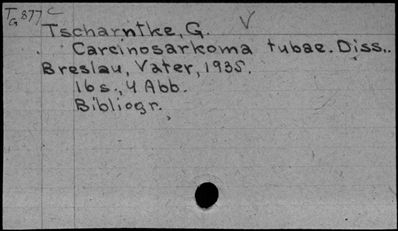 TG 877 C
Tscharntke, G. V
Carcinosarkoma tubae. Diss..
Breslau, Vater, 1935.
16 s., 4 Abb.
Bibliogr.